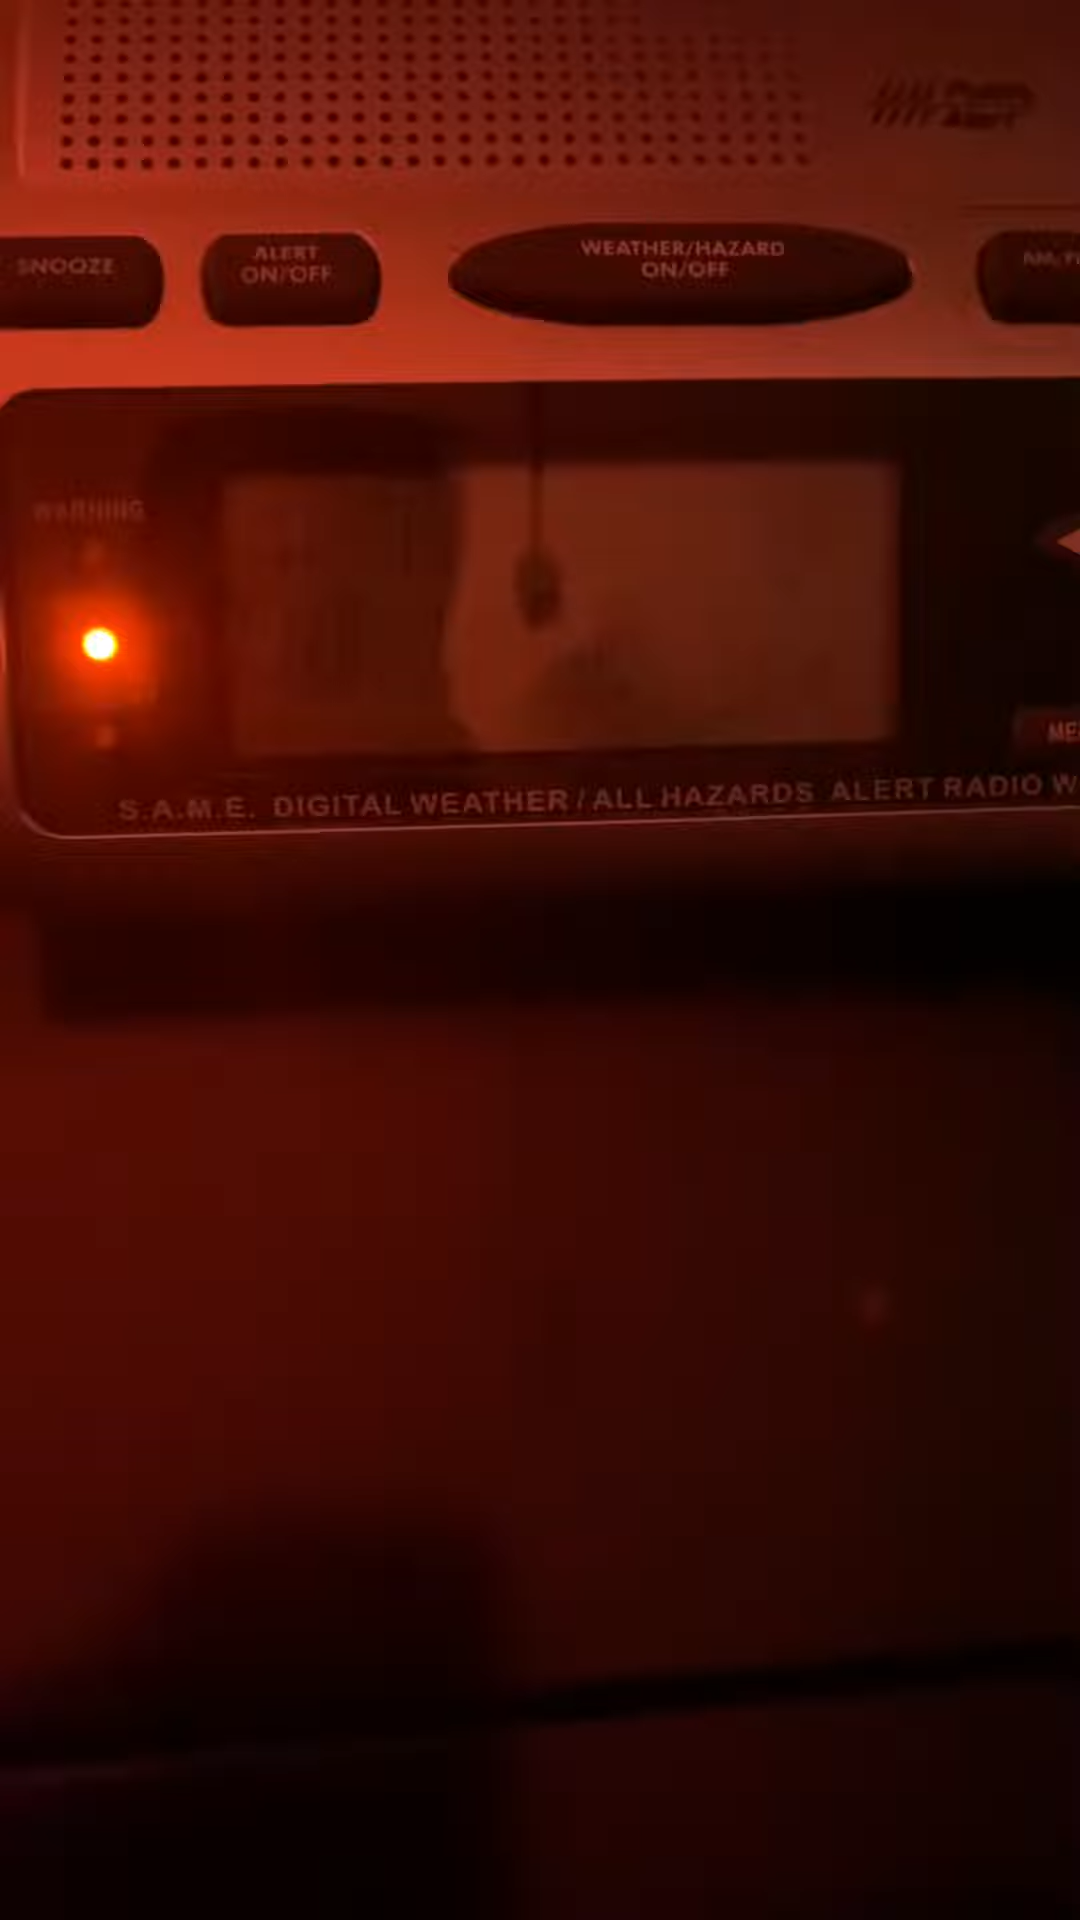 SNOOZE
ALERT
ON/OFF
WEATHER/HAZARD
ON/OFF
WARNING
S.A.M.E. DIGITAL WEATHER / ALL HAZARDS ALERT RADIO